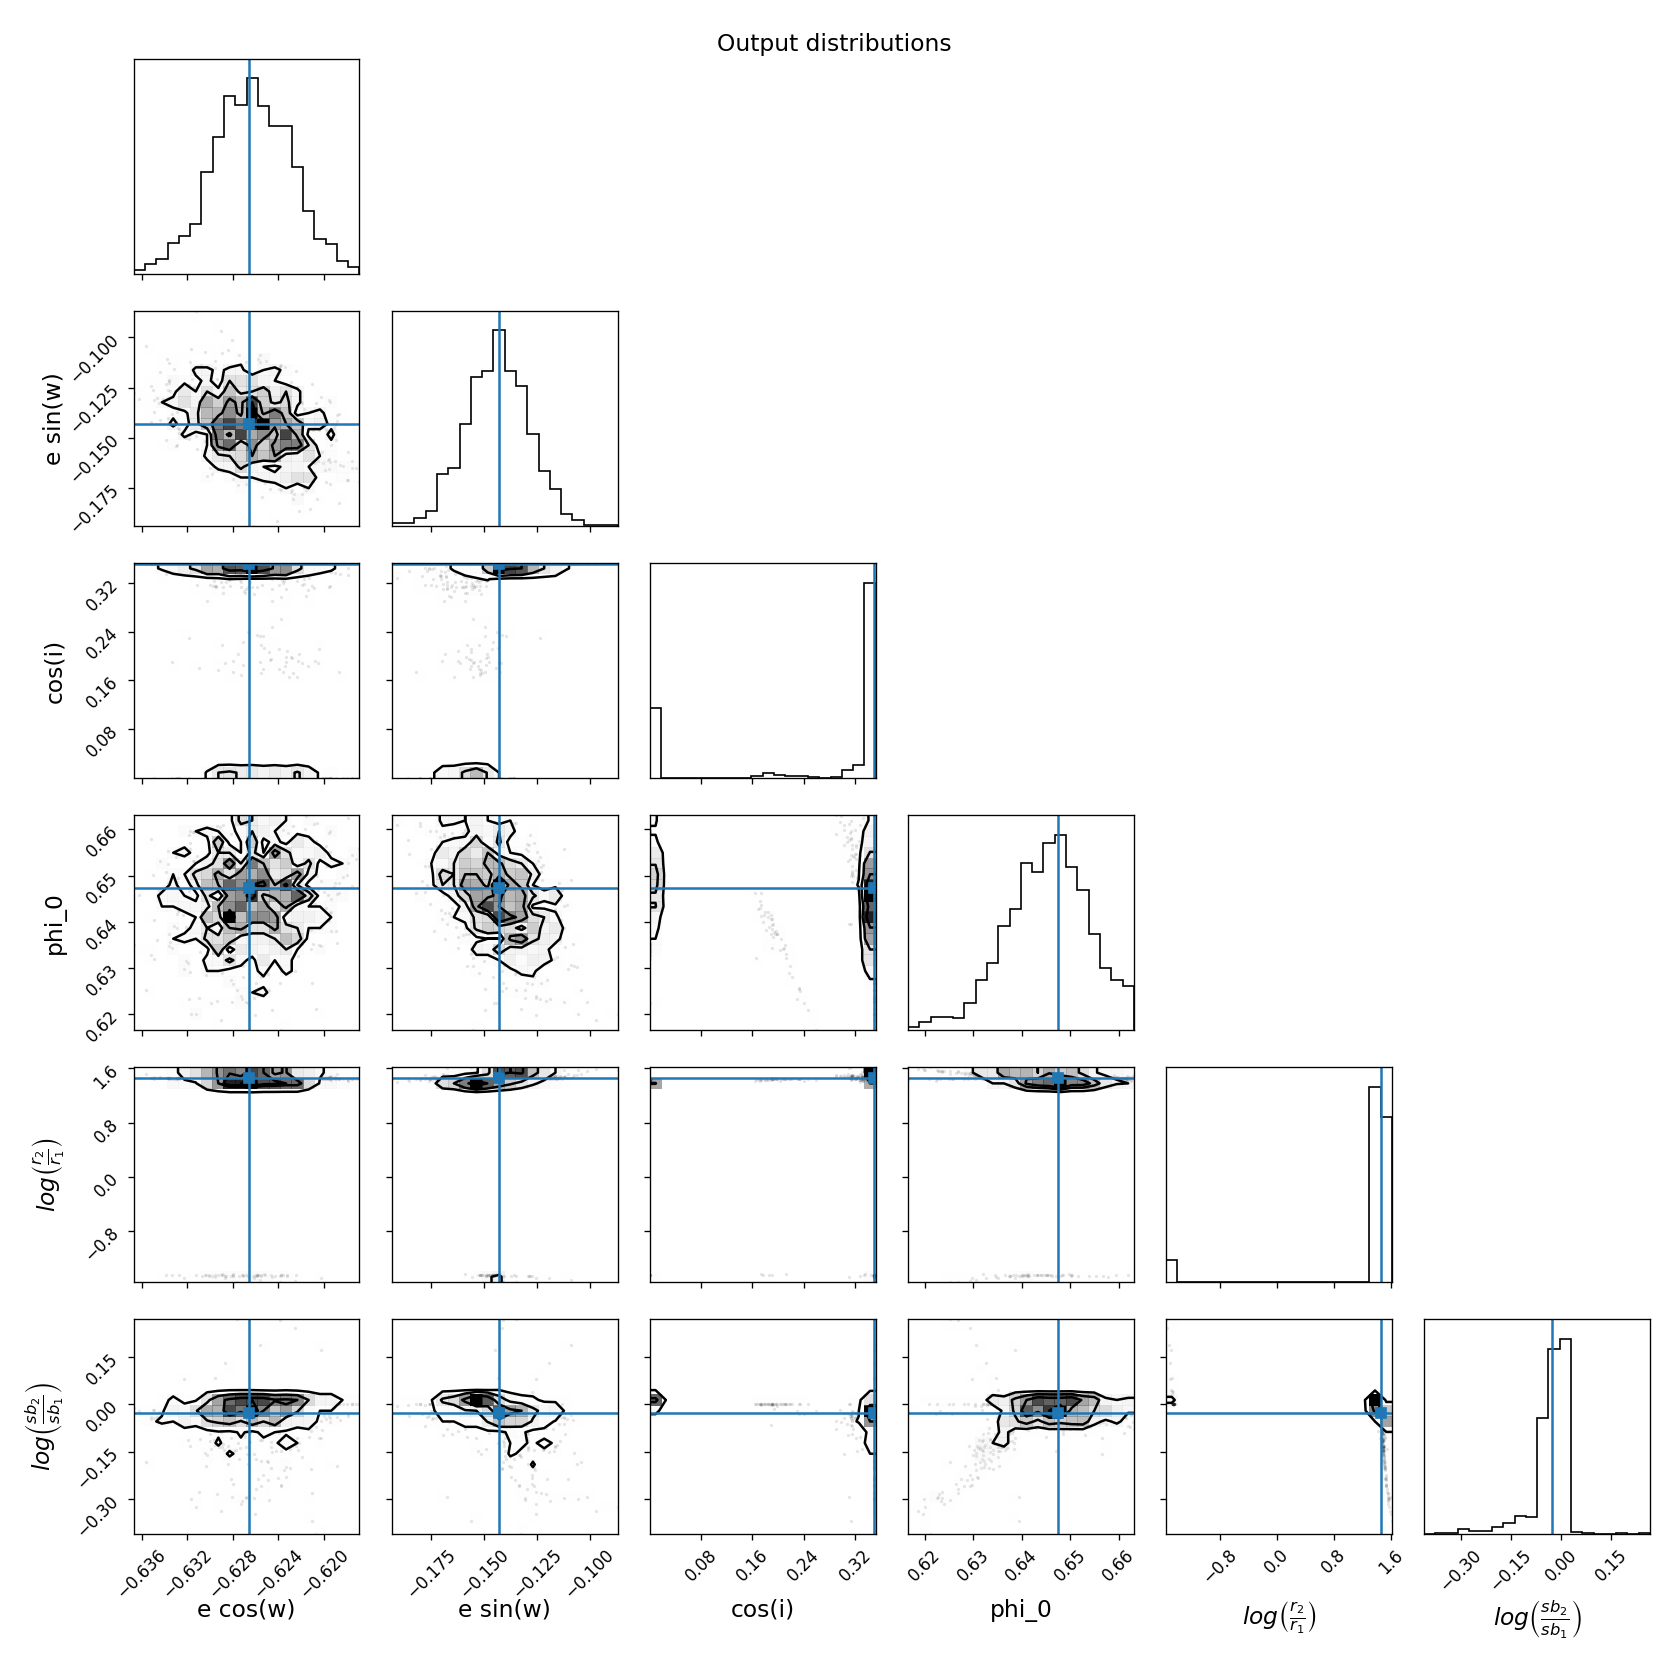 Output distributions
e sin(w)
−0.100
−0.125
−0.150
−0.175
cos(i)
0.32
0.24
0.16
0.08
phi_0
0.66
0.65
0.64
0.63
0.62
log(r₂/r₁)
1.6
0.8
0.0
−0.8
log(sb₂/sb₁)
0.15
0.00
−0.15
−0.30
−0.636 −0.632 −0.628 −0.624 −0.620
e cos(w)
−0.175 −0.150 −0.125 −0.100
e sin(w)
0.08 0.16 0.24 0.32
cos(i)
0.62 0.63 0.64 0.65 0.66
phi_0
−0.8 0.0 0.8 1.6
log(r₂/r₁)
−0.30 −0.15 0.00 0.15
log(sb₂/sb₁)